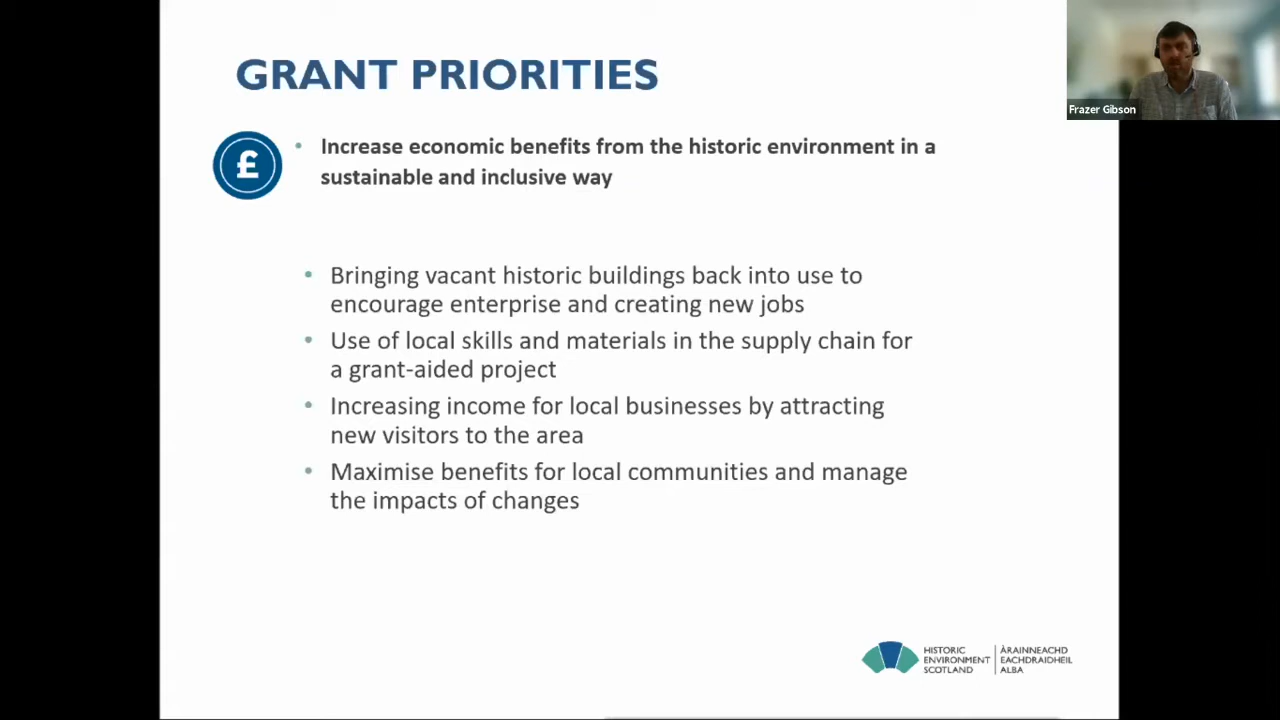 GRANT PRIORITIES
Frazer Gibson
£
• Increase economic benefits from the historic environment in a
sustainable and inclusive way
• Bringing vacant historic buildings back into use to
encourage enterprise and creating new jobs
• Use of local skills and materials in the supply chain for
a grant-aided project
• Increasing income for local businesses by attracting
new visitors to the area
• Maximise benefits for local communities and manage
the impacts of changes
HISTORIC
ENVIRONMENT
SCOTLAND
ÀRAINNEACHD
EACHDRAIDHEIL
ALBA